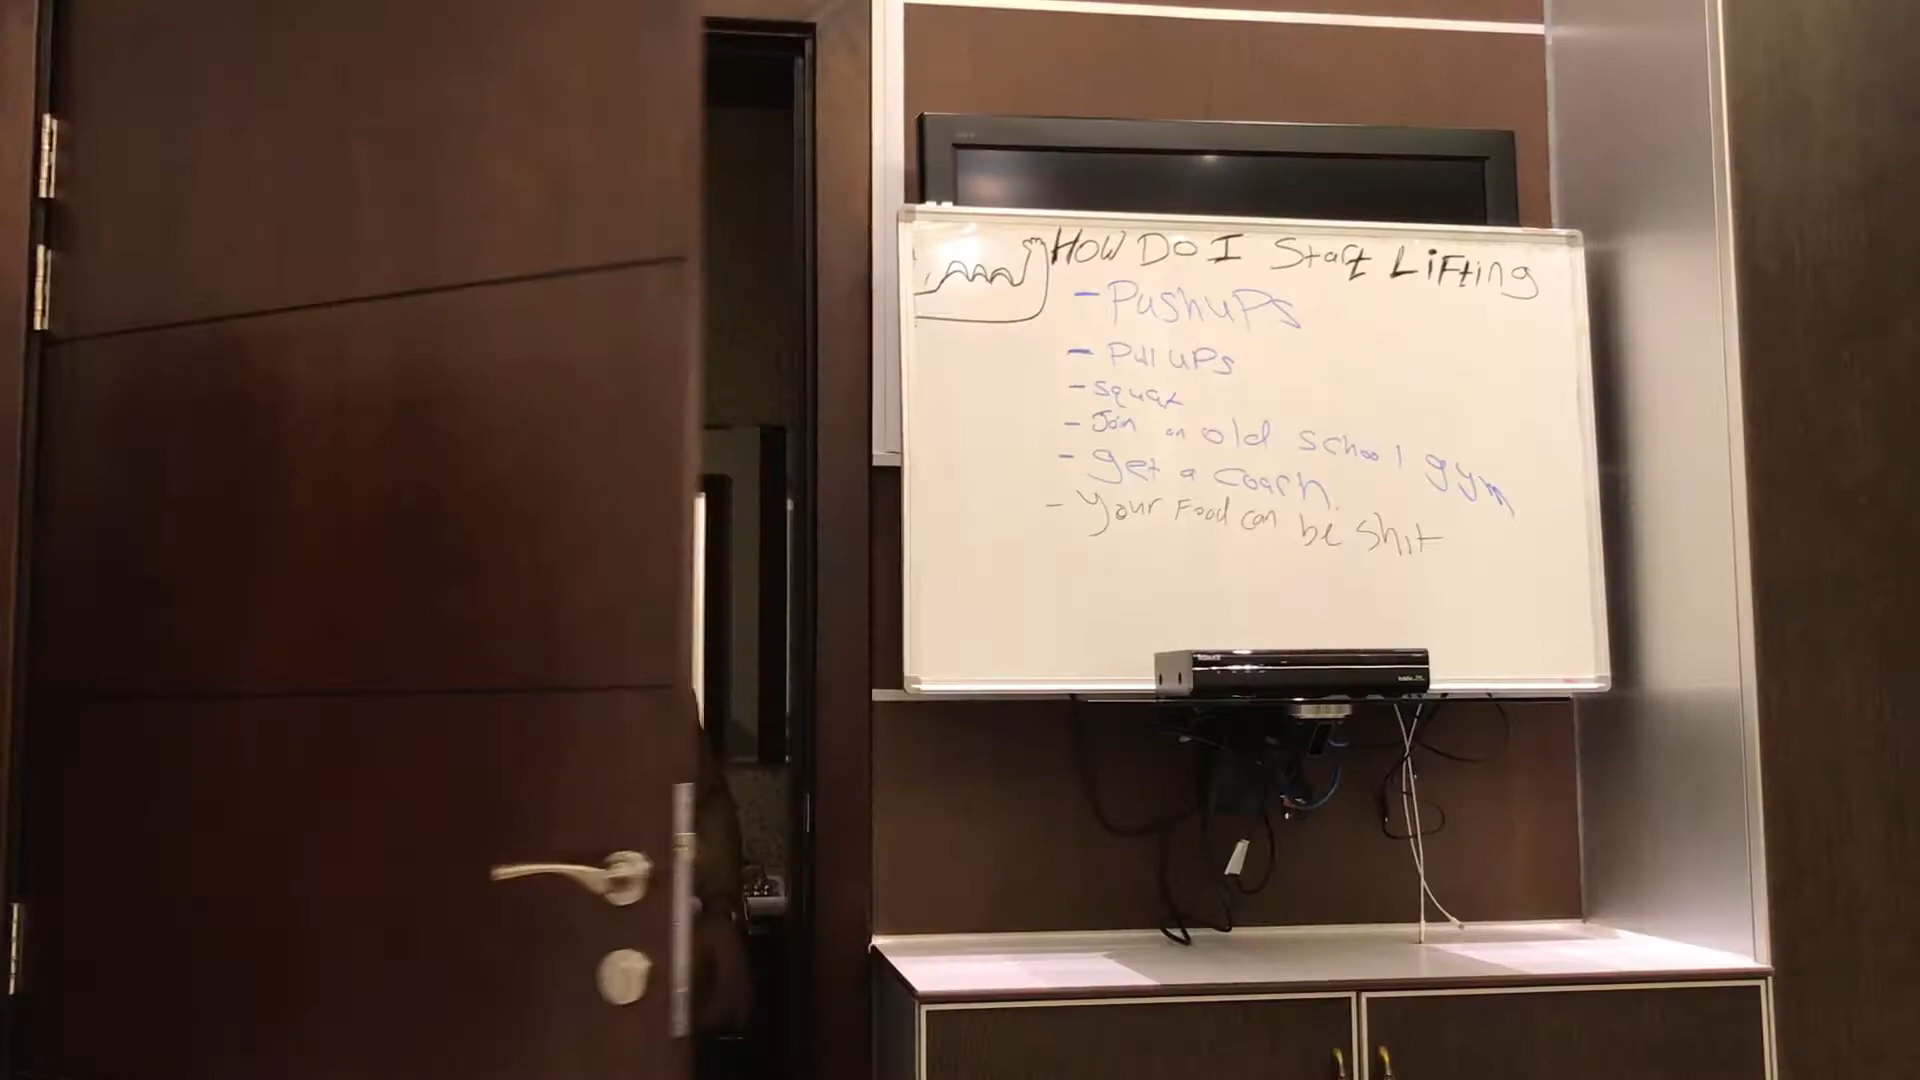 HOW DO I Start LiFting
- PushUPs
- Pull UPs
- squat
- Join an old school gym
- get a coach
- Your Food can be shit